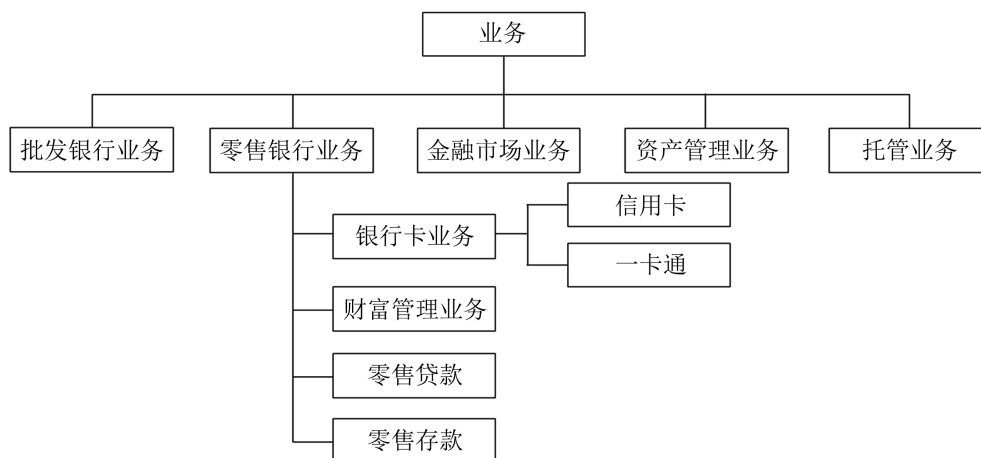 业务
批发银行业务
零售银行业务
金融市场业务
资产管理业务
托管业务
银行卡业务
信用卡
一卡通
财富管理业务
零售贷款
零售存款